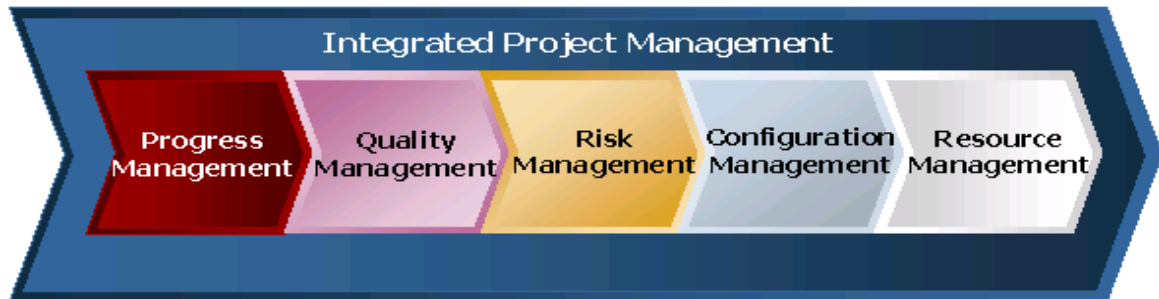 Integrated Project Management
Progress
Management
Quality
Management
Risk
Management
Configuration
Management
Resource
Management